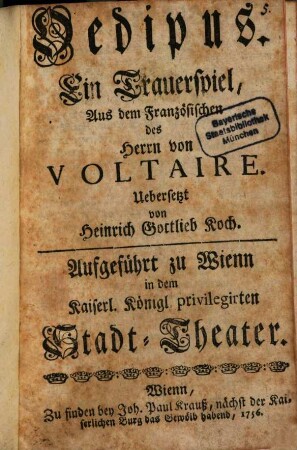 5.
Oedipus.
Ein Trauerspiel,
Aus dem Französischen
des
Herrn von
VOLTAIRE.
Bayerische
Staatsbibliothek
München
Uebersetzt
von
Heinrich Gottlieb Koch.
Aufgeführt zu Wienn
in dem
Kaiserl. Königl privilegirten
Stadt-Theater.
Wienn,
Zu finden bey Joh. Paul Krauß, nächst der Kai-
serlichen Burg das Gewölb habend, 1756.